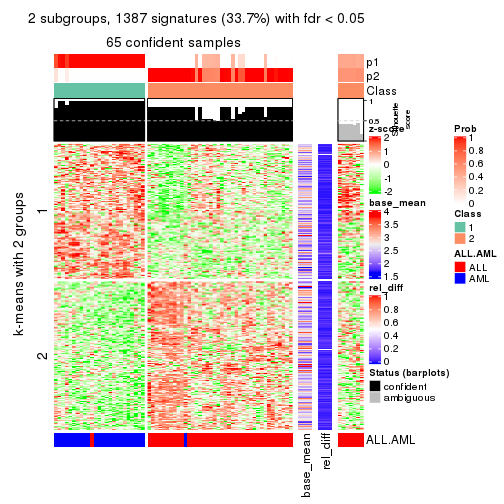 2 subgroups, 1387 signatures (33.7%) with fdr < 0.05
65 confident samples
p1
p2
Class
1
0.5
0
Silhouette
score
k-means with 2 groups
1
2
ALL.AML
base_mean
rel_diff
z-score
2
1
0
-1
-2
base_mean
4
3.5
3
2.5
2
1.5
rel_diff
1
0.8
0.6
0.4
0.2
0
Status (barplots)
confident
ambiguous
Prob
1
0.8
0.6
0.4
0.2
0
Class
1
2
ALL.AML
ALL
AML